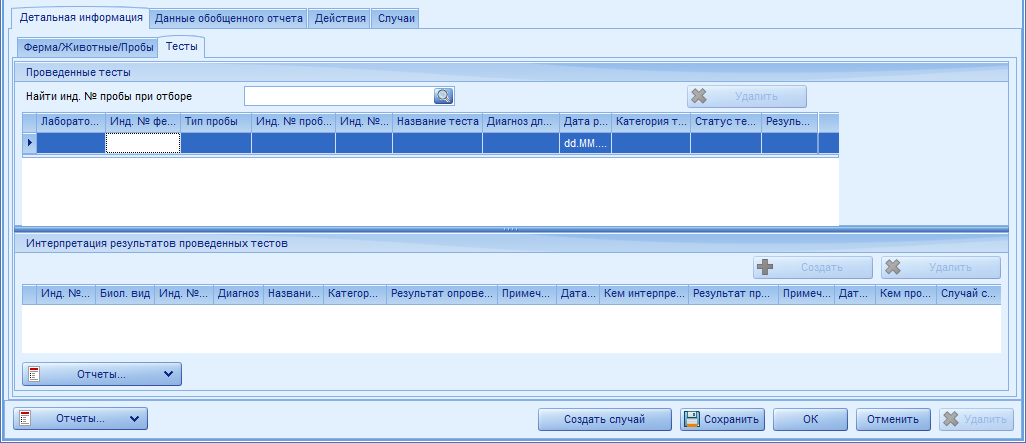 Детальная информация Данные обобщенного отчета Действия Случаи
Ферма/Животные/Пробы Тесты
Проведенные тесты
Найти инд. № пробы при отборе Удалить
Лаборато... Инд. № фе... Тип пробы Инд. № проб... Инд. №... Название теста Диагноз дл... Дата р... Категория т... Статус те... Резуль...
dd.MM....
Интерпретация результатов проведенных тестов
Создать Удалить
Инд. №... Биол. вид Инд. №... Диагноз Названи... Категор... Результат опрове... Примеч... Дата... Кем интерпре... Результат пр... Примеч... Дат... Кем про... Случай с...
Отчеты...
Отчеты... Создать случай Сохранить ОК Отменить Удалить